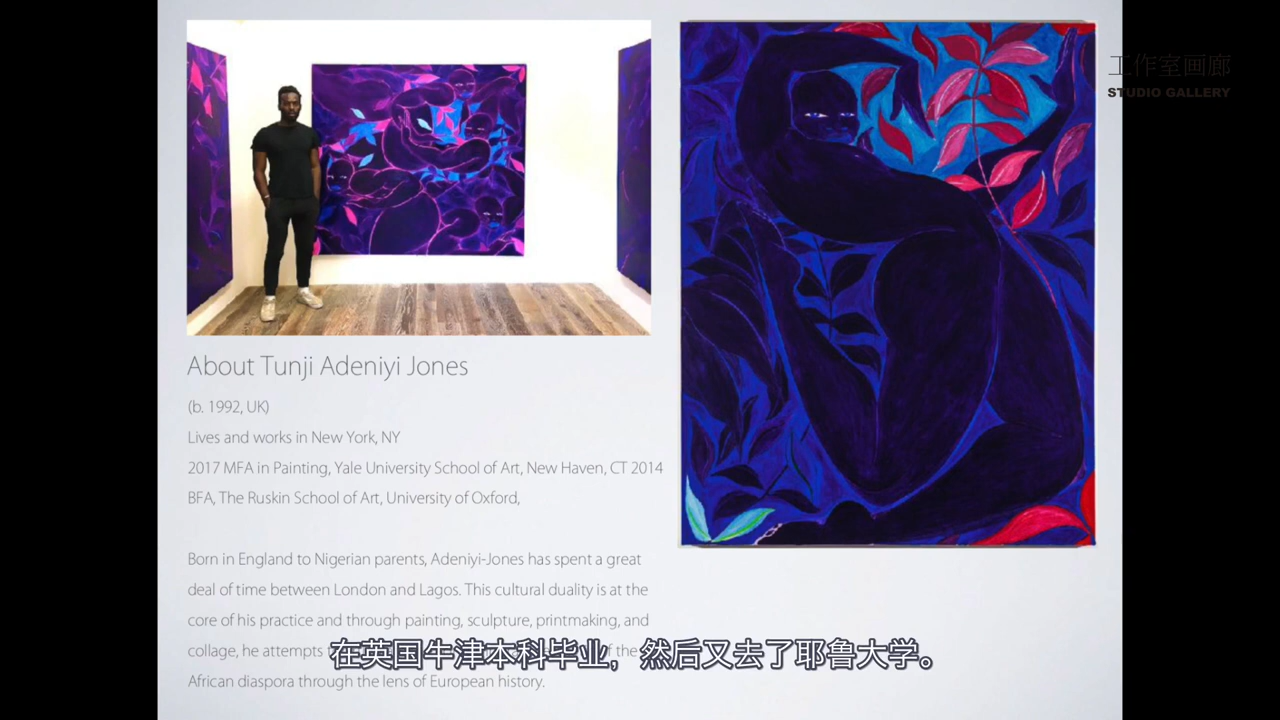 工作室画廊
STUDIO GALLERY
About Tunji Adeniyi Jones
(b. 1992, UK)
Lives and works in New York, NY
2017 MFA in Painting, Yale University School of Art, New Haven, CT 2014
BFA, The Ruskin School of Art, University of Oxford,
Born in England to Nigerian parents, Adeniyi-Jones has spent a great
deal of time between London and Lagos. This cultural duality is at the
core of his practice and through painting, sculpture, printmaking, and
collage, he attempts the
在英国牛津本科毕业，然后又去了耶鲁大学。
African diaspora through the lens of European history.